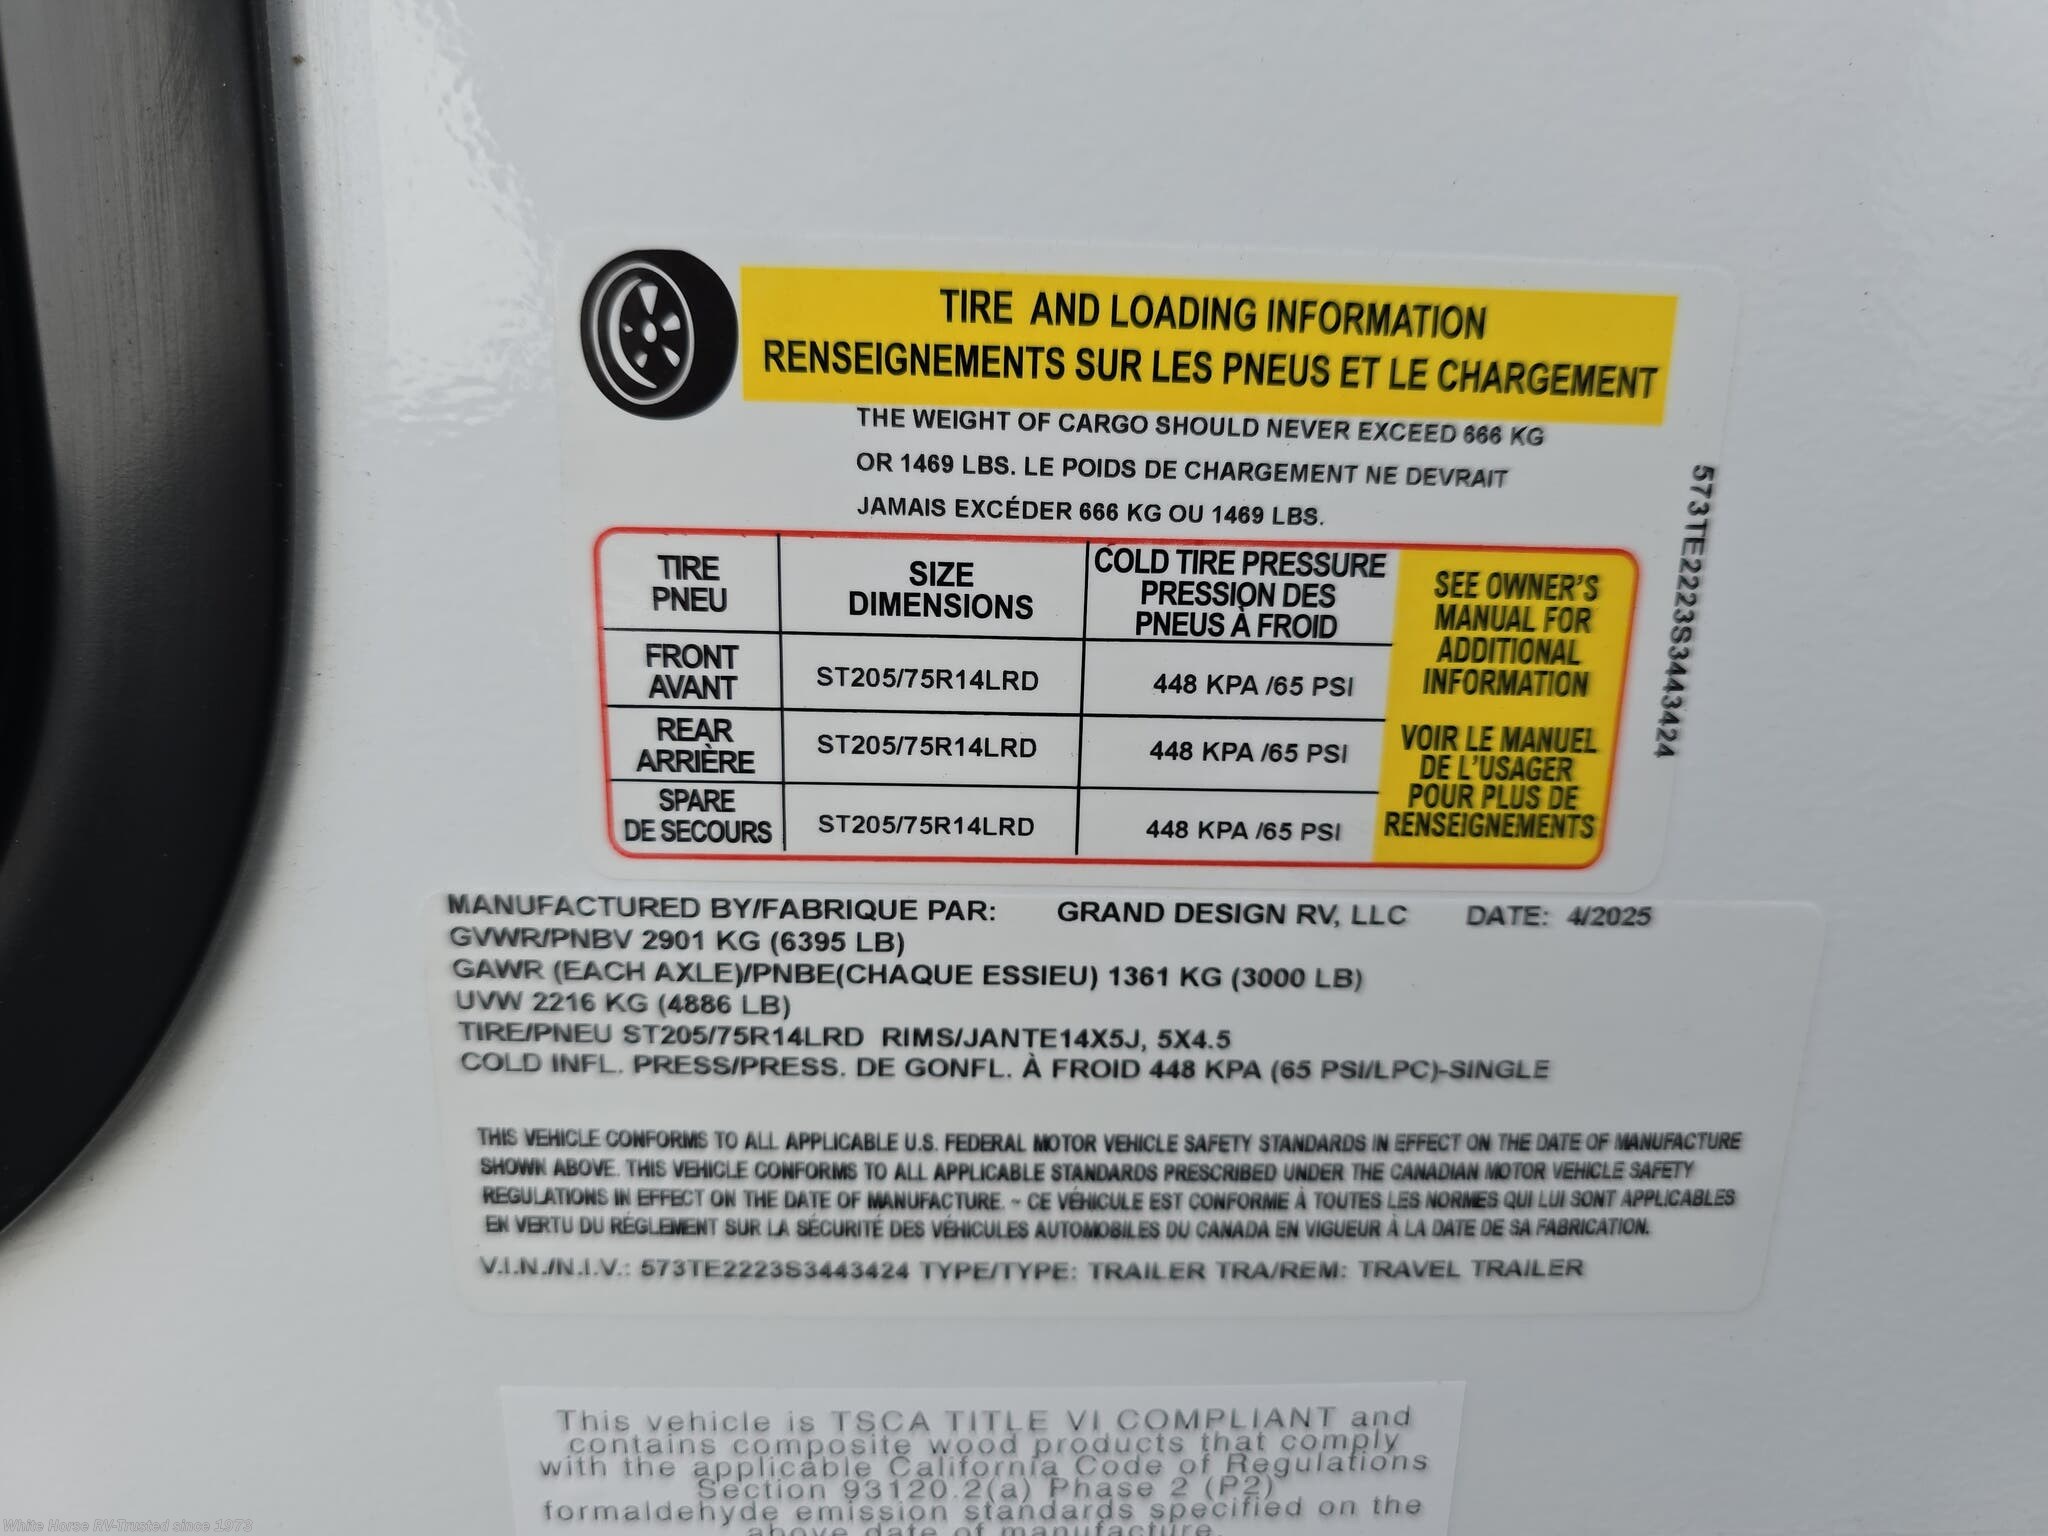 TIRE AND LOADING INFORMATION
RENSEIGNEMENTS SUR LES PNEUS ET LE CHARGEMENT
THE WEIGHT OF CARGO SHOULD NEVER EXCEED 666 KG
OR 1469 LBS. LE POIDS DE CHARGEMENT NE DEVRAIT
JAMAIS EXCÉDER 666 KG OU 1469 LBS.
TIRE
PNEU
SIZE
DIMENSIONS
COLD TIRE PRESSURE
PRESSION DES
PNEUS À FROID
FRONT
AVANT
ST205/75R14LRD
448 KPA /65 PSI
REAR
ARRIÈRE
ST205/75R14LRD
448 KPA /65 PSI
SPARE
DE SECOURS
ST205/75R14LRD
448 KPA /65 PSI
SEE OWNER'S
MANUAL FOR
ADDITIONAL
INFORMATION
VOIR LE MANUEL
DE L'USAGER
POUR PLUS DE
RENSEIGNEMENTS
573TE2223S3443424
MANUFACTURED BY/FABRIQUE PAR: GRAND DESIGN RV, LLC DATE: 4/2025
GVWR/PNBV 2901 KG (6395 LB)
GAWR (EACH AXLE)/PNBE(CHAQUE ESSIEU) 1361 KG (3000 LB)
UVW 2216 KG (4886 LB)
TIRE/PNEU ST205/75R14LRD RIMS/JANTE14X5J, 5X4.5
COLD INFL. PRESS/PRESS. DE GONFL. À FROID 448 KPA (65 PSI/LPC)-SINGLE
THIS VEHICLE CONFORMS TO ALL APPLICABLE U.S. FEDERAL MOTOR VEHICLE SAFETY STANDARDS IN EFFECT ON THE DATE OF MANUFACTURE
SHOWN ABOVE. THIS VEHICLE CONFORMS TO ALL APPLICABLE STANDARDS PRESCRIBED UNDER THE CANADIAN MOTOR VEHICLE SAFETY
REGULATIONS IN EFFECT ON THE DATE OF MANUFACTURE. ~ CE VÉHICULE EST CONFORME À TOUTES LES NORMES QUI LUI SONT APPLICABLES
EN VERTU DU RÉGLEMENT SUR LA SÉCURITÉ DES VÉHICULES AUTOMOBILES DU CANADA EN VIGUEUR À LA DATE DE SA FABRICATION.
V.I.N./N.I.V.: 573TE2223S3443424 TYPE/TYPE: TRAILER TRA/REM: TRAVEL TRAILER
This vehicle is TSCA TITLE VI COMPLIANT and
contains composite wood products that comply
with the applicable California Code of Regulations
Section 93120.2(a) Phase 2 (P2)
formaldehyde emission standards specified on the
above date of manufacture.
White Horse RV-Trusted since 1973